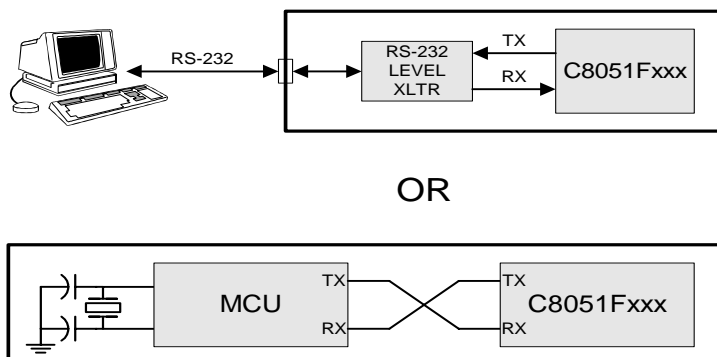 RS-232
RS-232
LEVEL
XLTR
TX
RX
C8051Fxxx
OR
MCU
TX
RX
TX
RX
C8051Fxxx